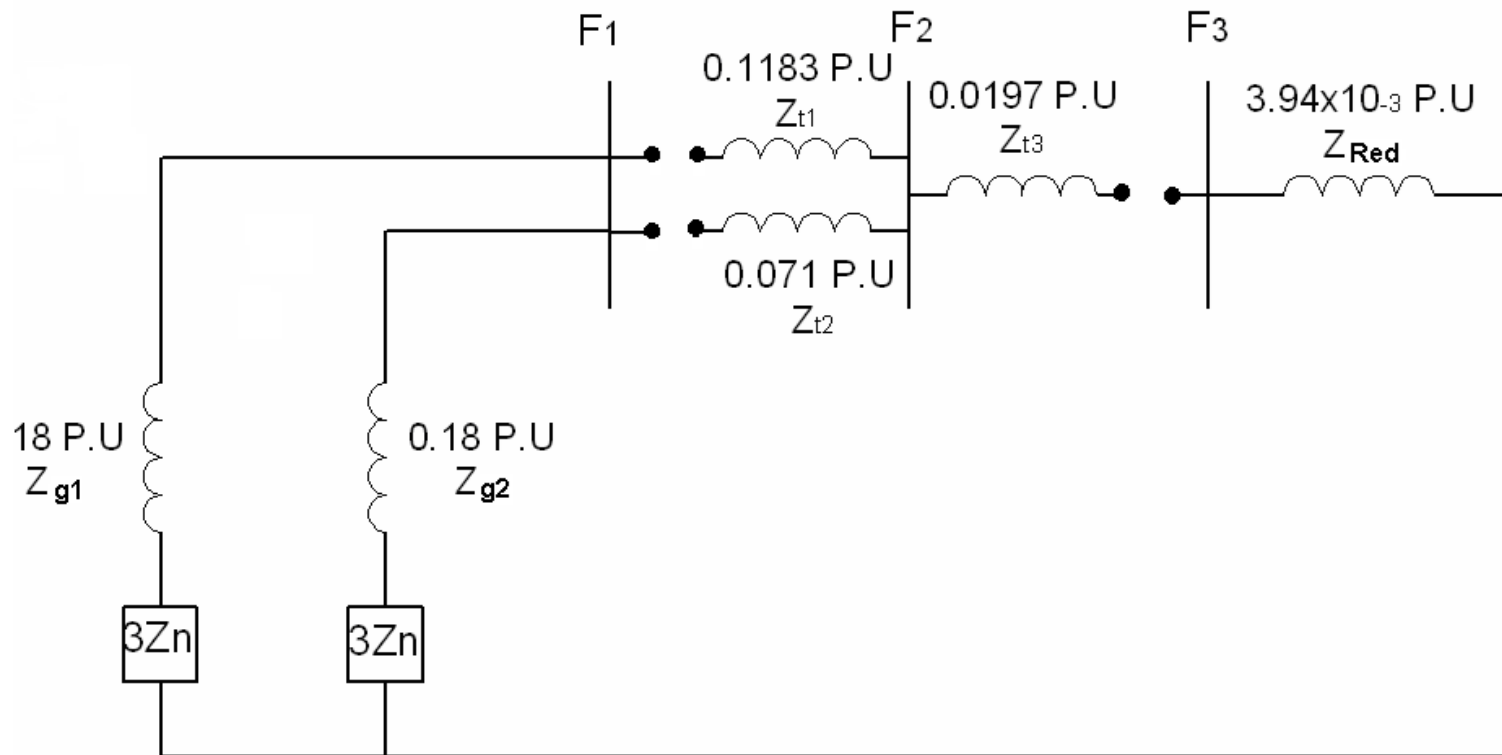 F1
F2
F3
0.1183 P.U
Zt1
0.0197 P.U
Zt3
3.94x10-3 P.U
ZRed
0.071 P.U
Zt2
18 P.U
Zg1
0.18 P.U
Zg2
3Zn
3Zn